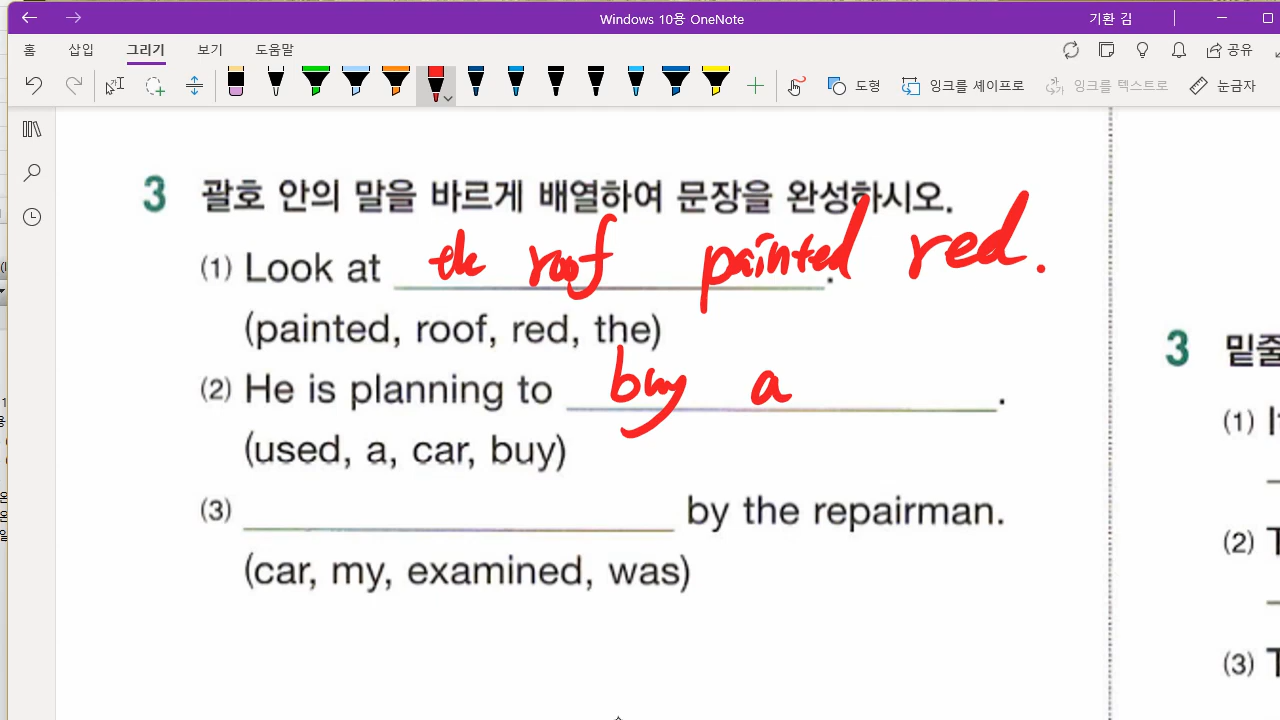 Windows 10용 OneNote 기환 김
홈 삽입 그리기 보기 도움말 공유
도형 잉크를 셰이프로 잉크를 텍스트로 눈금자
3 괄호 안의 말을 바르게 배열하여 문장을 완성하시오.
(1) Look at the roof painted red.
(painted, roof, red, the)
(2) He is planning to buy a .
(used, a, car, buy)
(3) by the repairman.
(car, my, examined, was)
3 밑줄
(1)
(2) T
(3) T